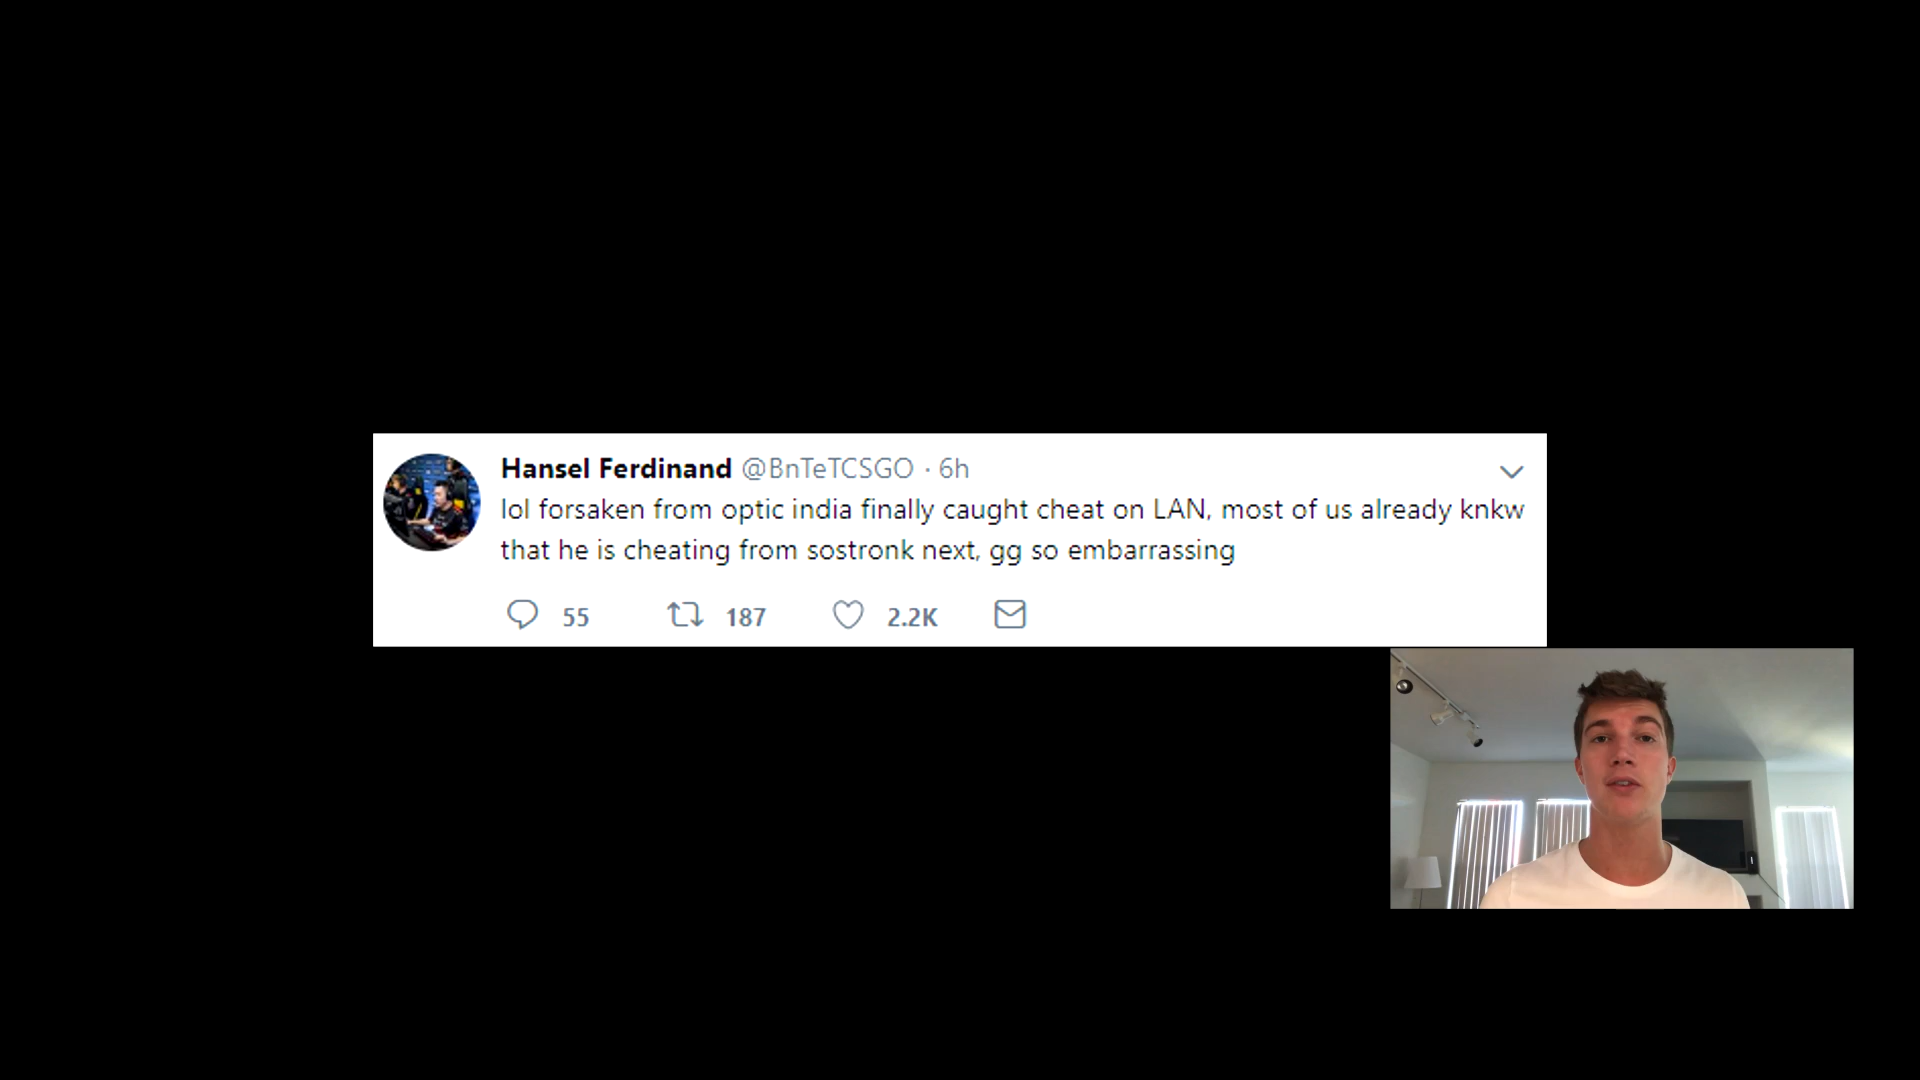 Hansel Ferdinand @BnTeTCSGO · 6h
lol forsaken from optic india finally caught cheat on LAN, most of us already knkw
that he is cheating from sostronk next, gg so embarrassing
55 187 2.2K